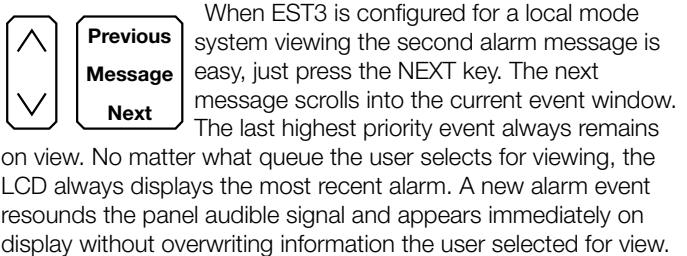 Previous
Message
Next
When EST3 is configured for a local mode
system viewing the second alarm message is
easy, just press the NEXT key. The next
message scrolls into the current event window.
The last highest priority event always remains
on view. No matter what queue the user selects for viewing, the
LCD always displays the most recent alarm. A new alarm event
resounds the panel audible signal and appears immediately on
display without overwriting information the user selected for view.